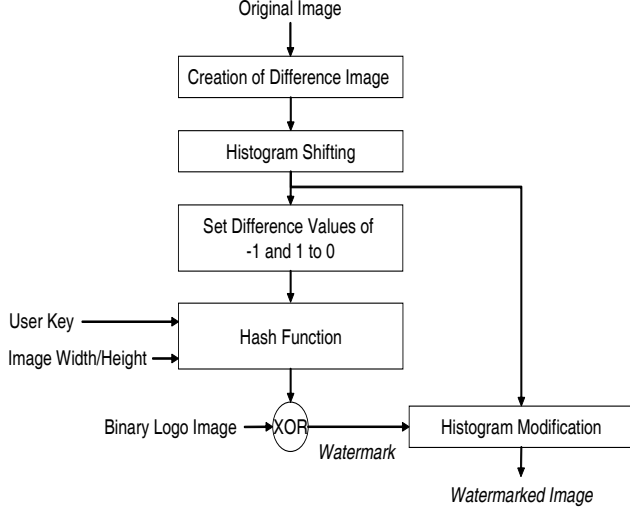 Original Image
Creation of Difference Image
Histogram Shifting
Set Difference Values of
-1 and 1 to 0
User Key
Hash Function
Image Width/Height
Binary Logo Image
XOR
Histogram Modification
Watermark
Watermarked Image